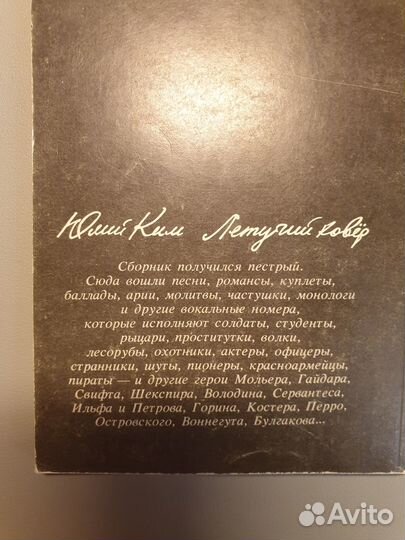 Юлий Ким Летучий ковёр
Сборник получился пестрый.
Сюда вошли песни, романсы, куплеты,
баллады, арии, молитвы, частушки, монологи
и другие вокальные номера,
которые исполняют солдаты, студенты,
рыцари, проститутки, волки,
лесорубы, охотники, актеры, офицеры,
странники, шуты, пионеры, красноармейцы,
пираты — и другие герои Мольера, Гайдара,
Свифта, Шекспира, Володина, Сервантеса,
Ильфа и Петрова, Горина, Костера, Перро,
Островского, Воннегута, Булгакова...
Avito